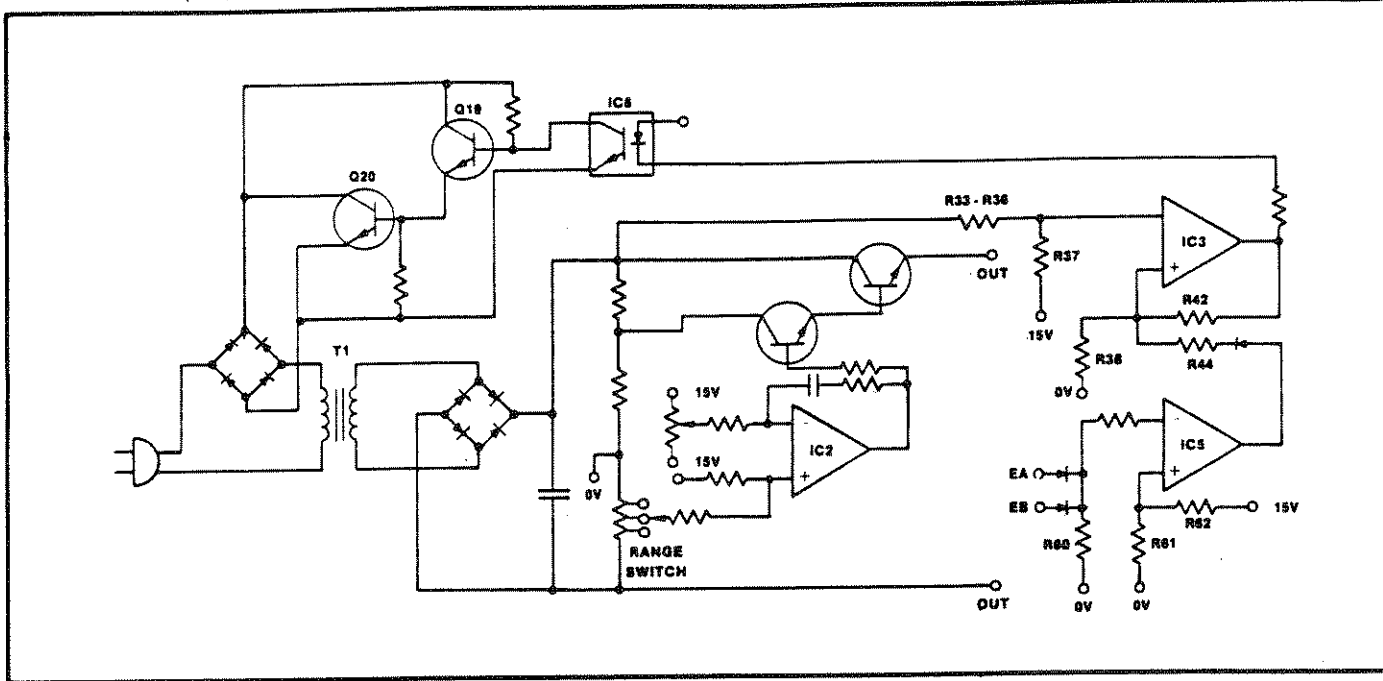 Q19
IC6
Q20
R33 - R36
IC3
R37
OUT
15V
R42
T1
R38
R44
0V
15V
IC2
IC5
15V
EA
0V
EB
R62
15V
R60
R61
RANGE
SWITCH
OUT
0V
0V